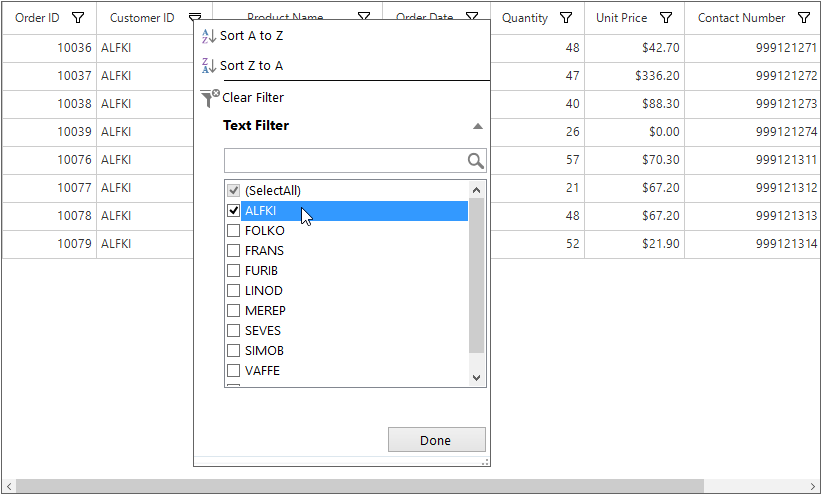 Order ID Customer ID Product Name Order Date Quantity Unit Price Contact Number
10036 ALFKI 48 $42.70 999121271
10037 ALFKI 47 $336.20 999121272
10038 ALFKI 40 $88.30 999121273
10039 ALFKI 26 $0.00 999121274
10076 ALFKI 57 $70.30 999121311
10077 ALFKI 21 $67.20 999121312
10078 ALFKI 48 $67.20 999121313
10079 ALFKI 52 $21.90 999121314
Sort A to Z
Sort Z to A
Clear Filter
Text Filter
(SelectAll)
ALFKI
FOLKO
FRANS
FURIB
LINOD
MEREP
SEVES
SIMOB
VAFFE
Done